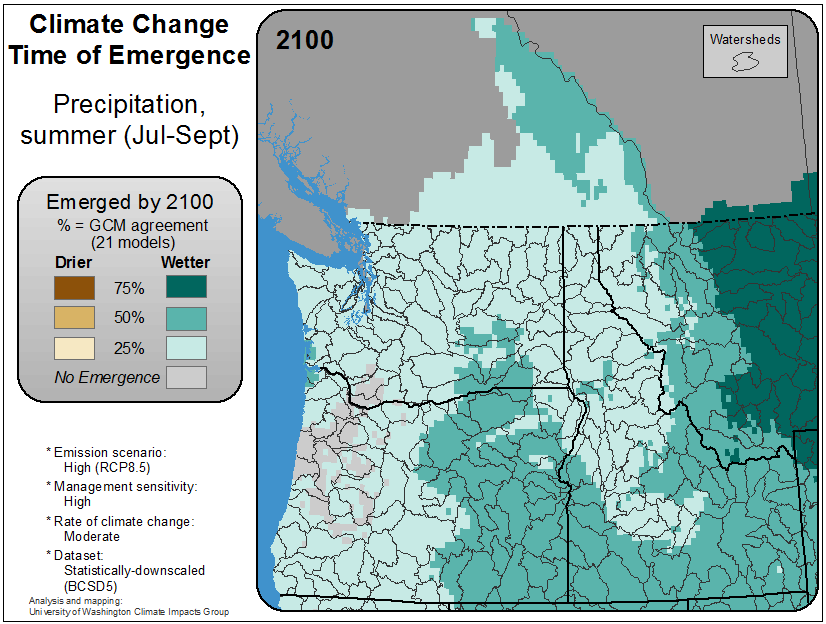 Climate Change
Time of Emergence
Precipitation,
summer (Jul-Sept)
Emerged by 2100
% = GCM agreement
(21 models)
Drier Wetter
75%
50%
25%
No Emergence
* Emission scenario:
High (RCP8.5)
* Management sensitivity:
High
* Rate of climate change:
Moderate
* Dataset:
Statistically-downscaled
(BCSD5)
Analysis and mapping:
University of Washington Climate Impacts Group
2100
Watersheds